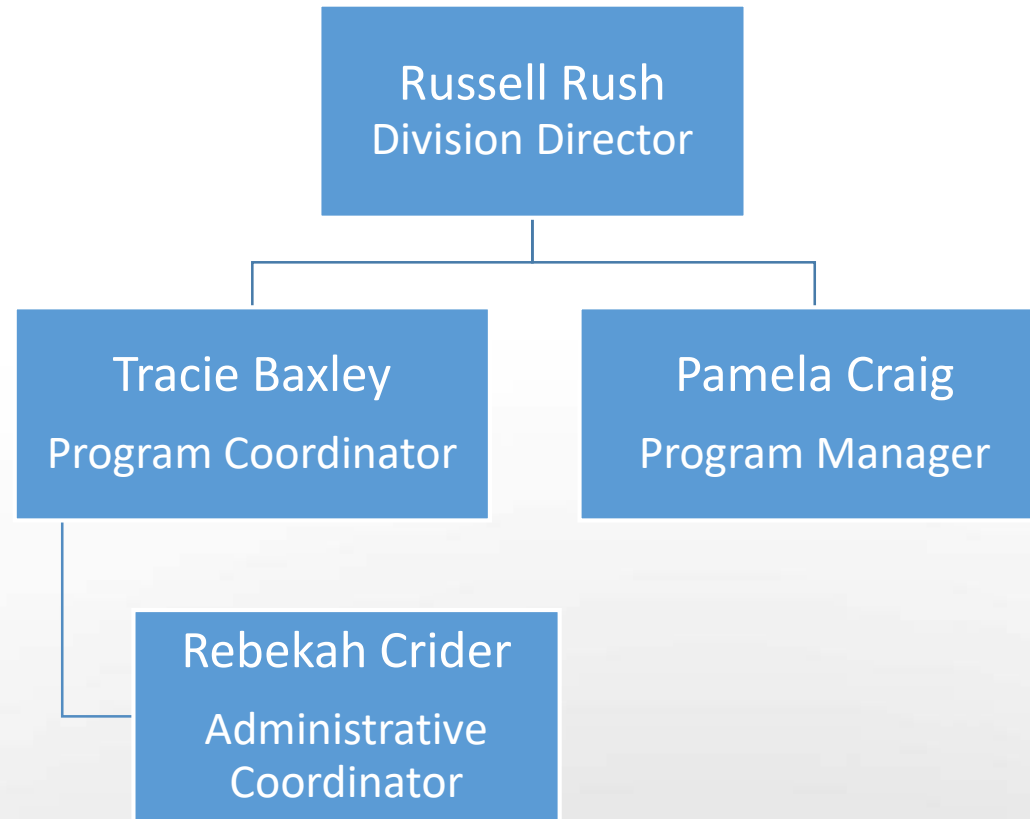 Russell Rush
Division Director
Tracie Baxley
Program Coordinator
Pamela Craig
Program Manager
Rebekah Crider
Administrative
Coordinator